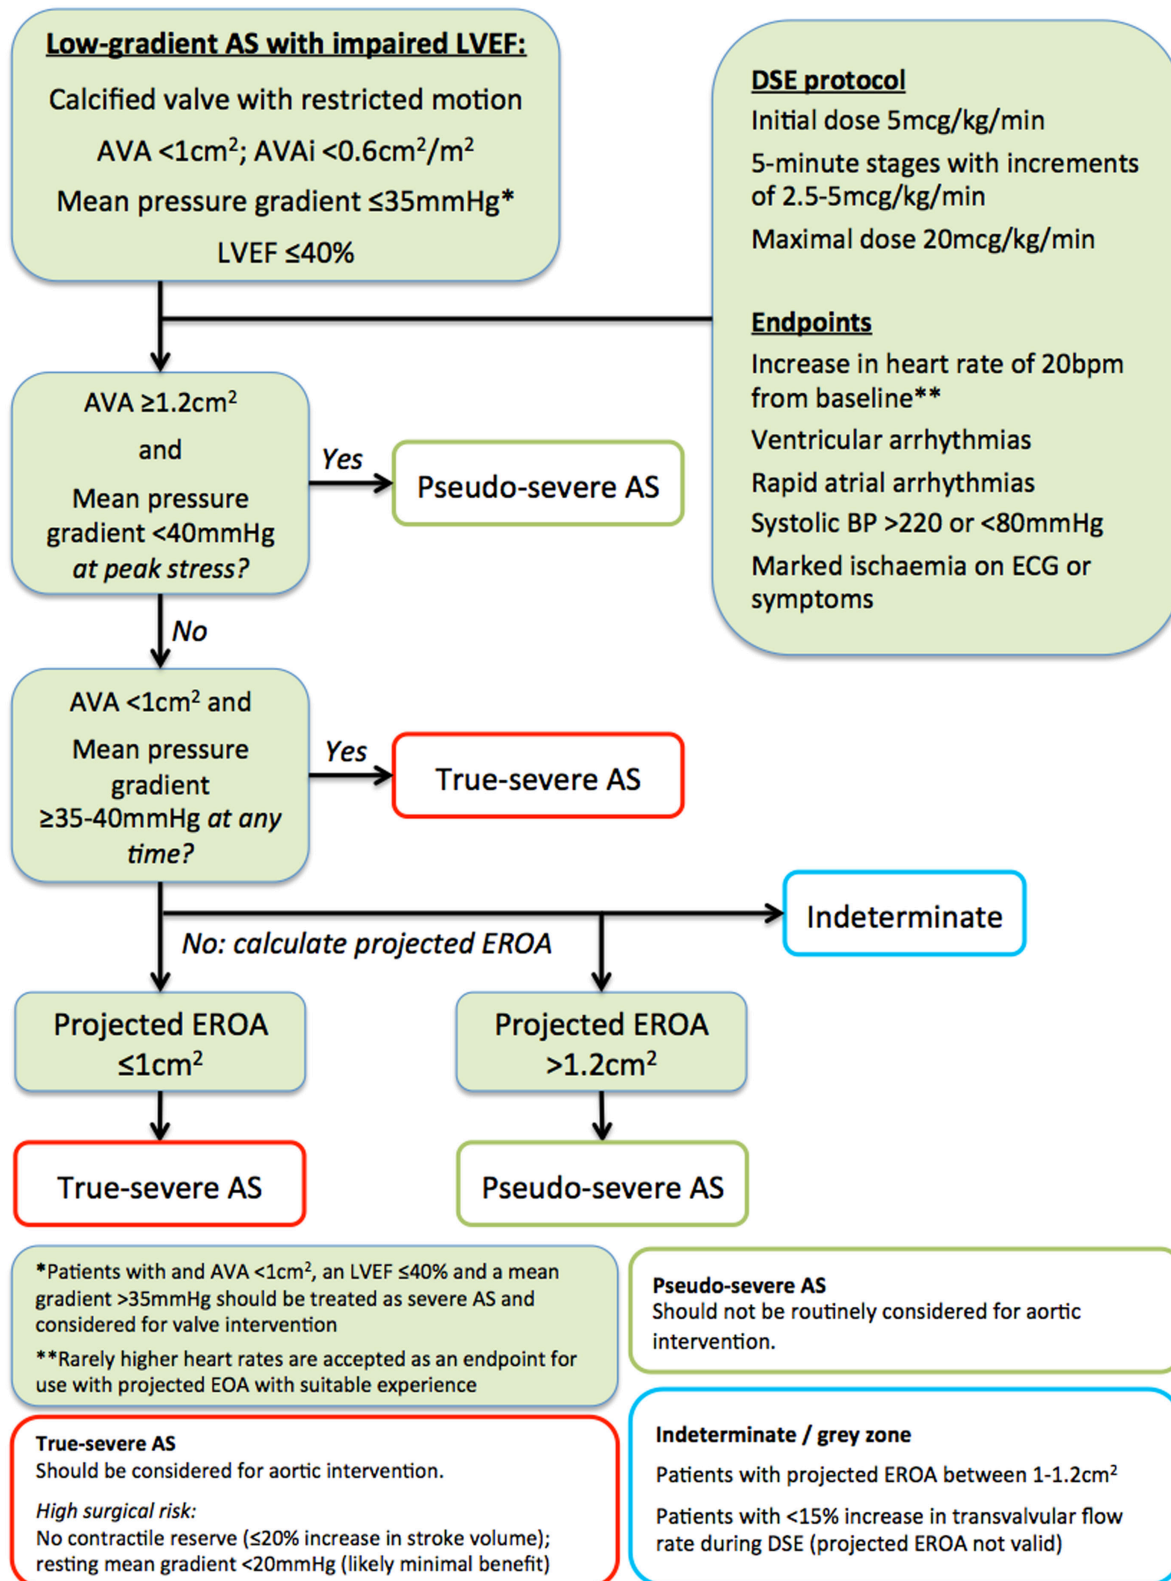 Low-gradient AS with impaired LVEF:
Calcified valve with restricted motion
AVA <1cm²; AVAi <0.6cm²/m²
Mean pressure gradient ≤35mmHg*
LVEF ≤40%
DSE protocol
Initial dose 5mcg/kg/min
5-minute stages with increments
of 2.5-5mcg/kg/min
Maximal dose 20mcg/kg/min
Endpoints
Increase in heart rate of 20bpm
from baseline**
Ventricular arrhythmias
Rapid atrial arrhythmias
Systolic BP >220 or <80mmHg
Marked ischaemia on ECG or
symptoms
AVA ≥1.2cm²
and
Mean pressure
gradient <40mmHg
at peak stress?
Yes
Pseudo-severe AS
No
AVA <1cm² and
Mean pressure
gradient
≥35-40mmHg at any
time?
Yes
True-severe AS
Indeterminate
No: calculate projected EROA
Projected EROA
≤1cm²
Projected EROA
>1.2cm²
True-severe AS
Pseudo-severe AS
*Patients with and AVA <1cm², an LVEF ≤40% and a mean
gradient >35mmHg should be treated as severe AS and
considered for valve intervention
**Rarely higher heart rates are accepted as an endpoint for
use with projected EOA with suitable experience
Pseudo-severe AS
Should not be routinely considered for aortic
intervention.
True-severe AS
Should be considered for aortic intervention.
High surgical risk:
No contractile reserve (≤20% increase in stroke volume);
resting mean gradient <20mmHg (likely minimal benefit)
Indeterminate / grey zone
Patients with projected EROA between 1-1.2cm²
Patients with <15% increase in transvalvular flow
rate during DSE (projected EROA not valid)